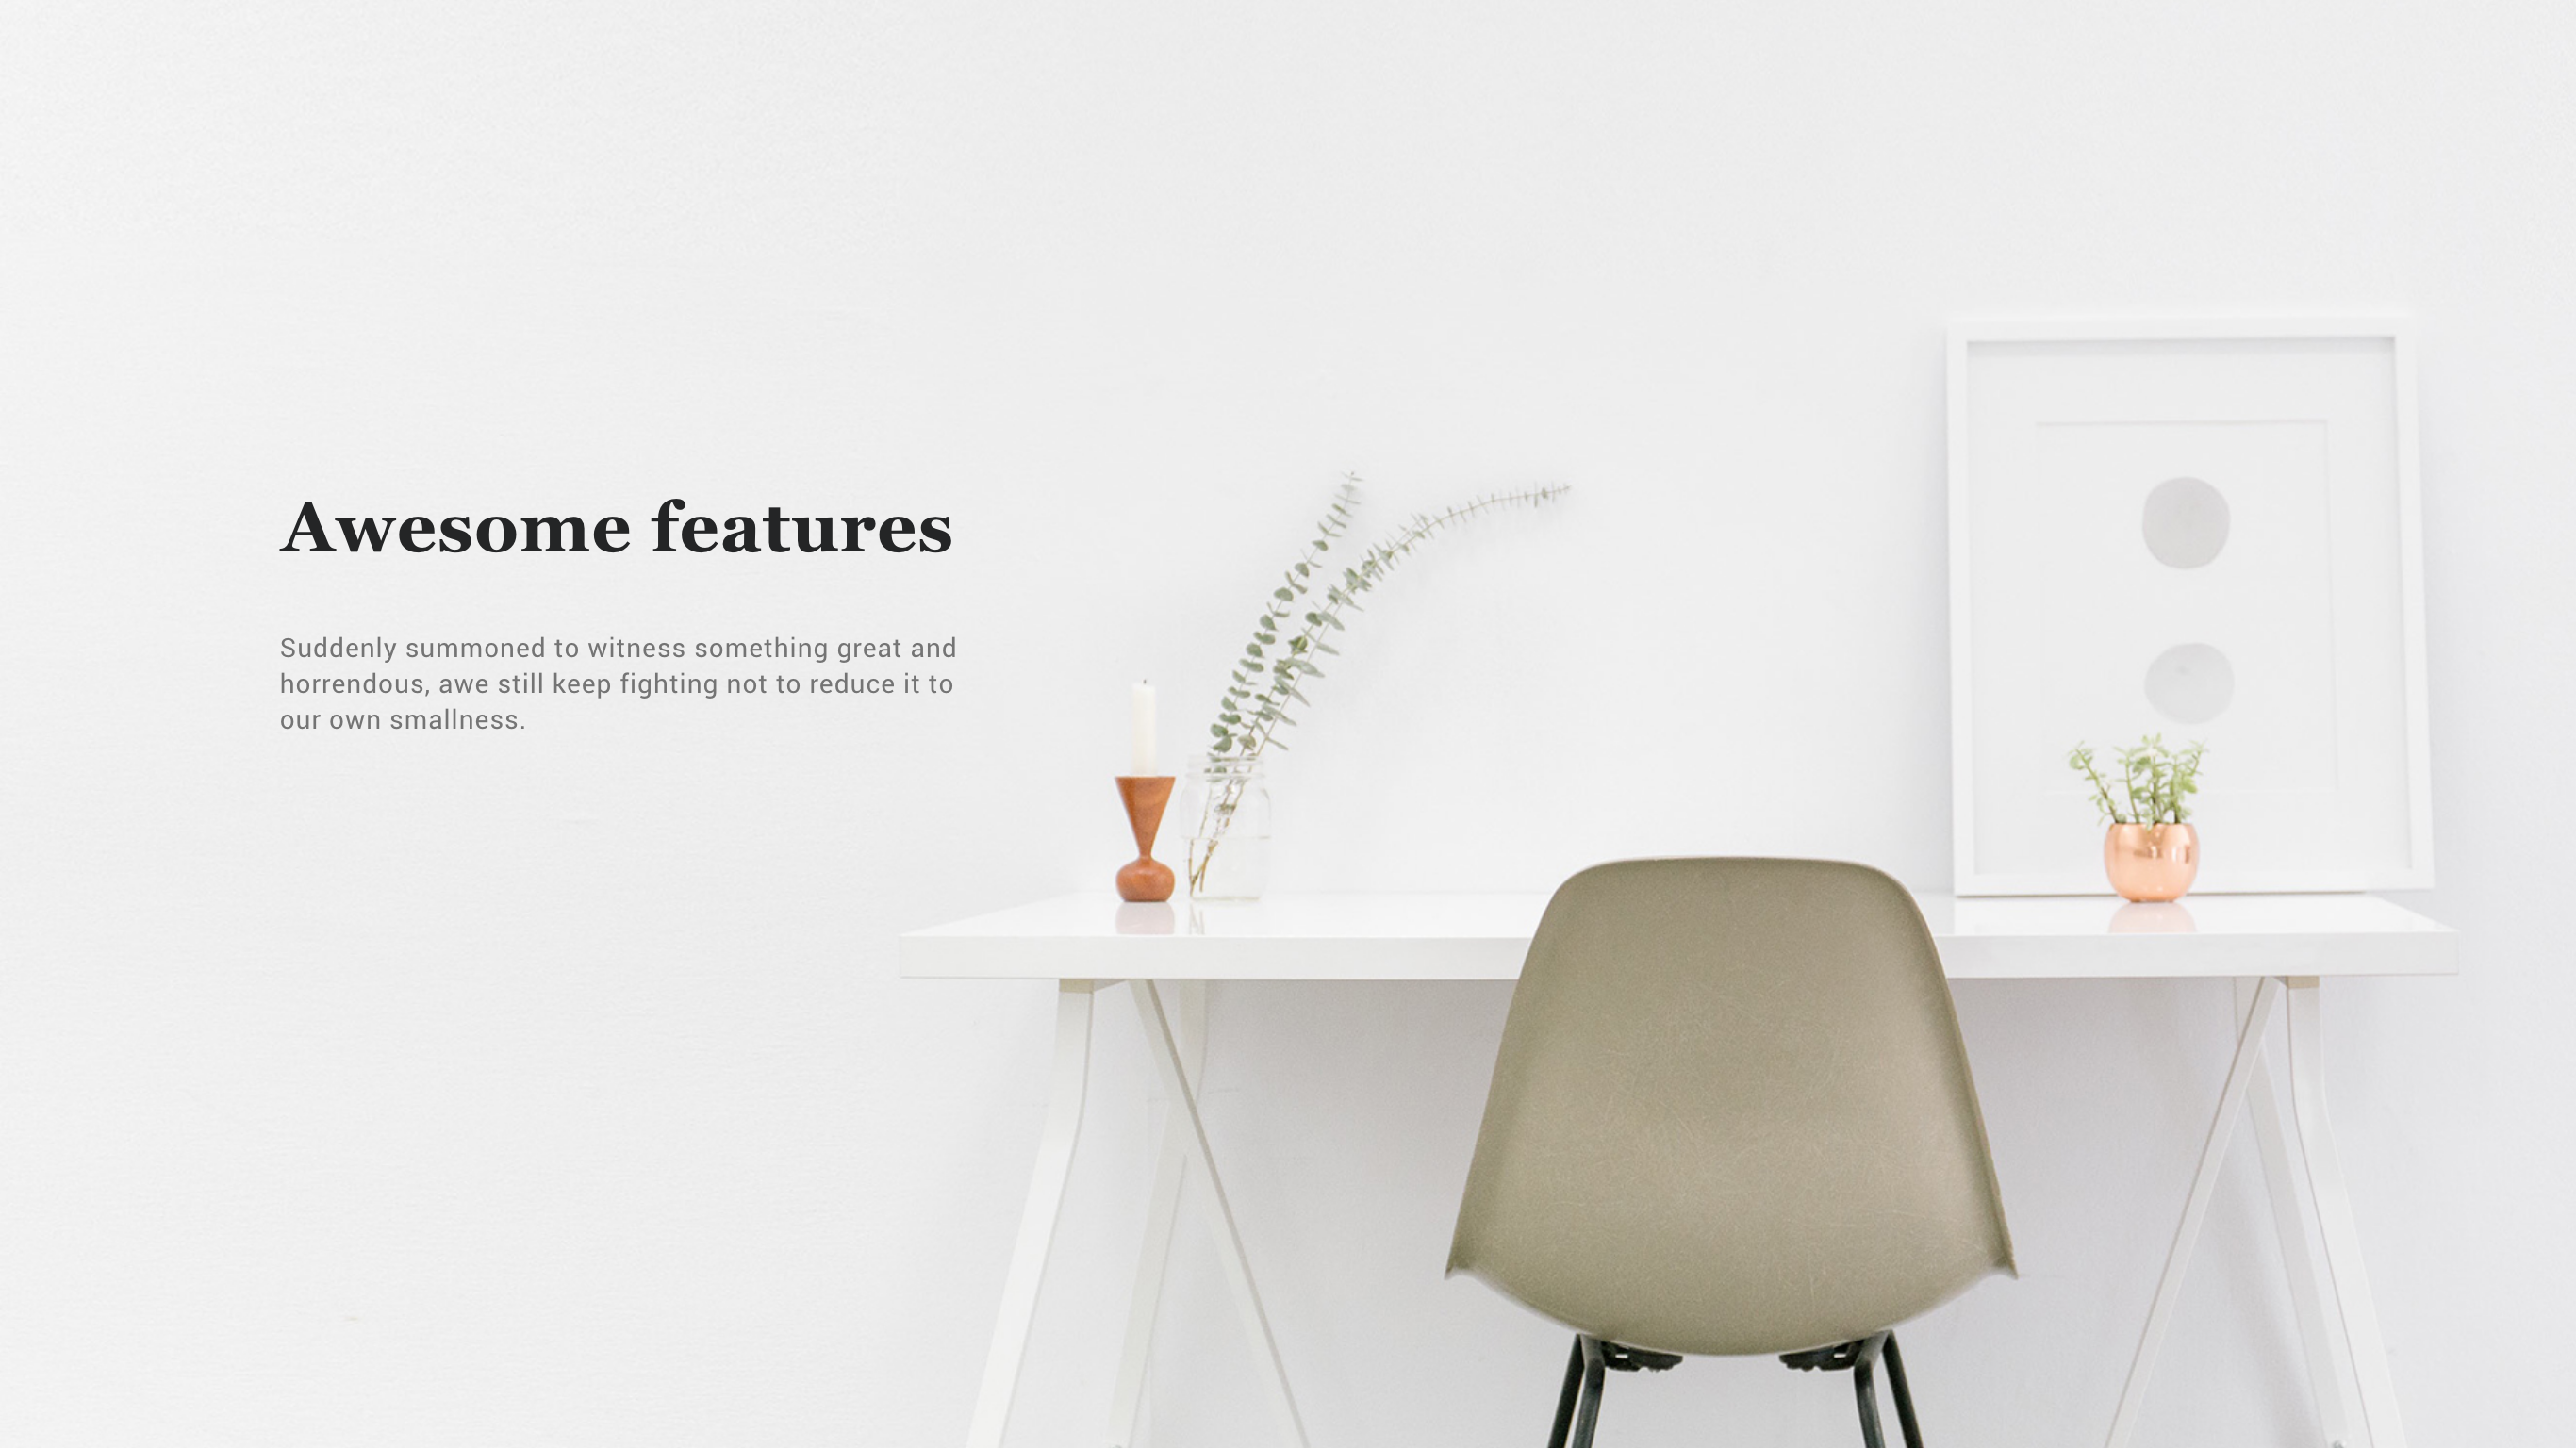 Awesome features
Suddenly summoned to witness something great and
horrendous, awe still keep fighting not to reduce it to
our own smallness.